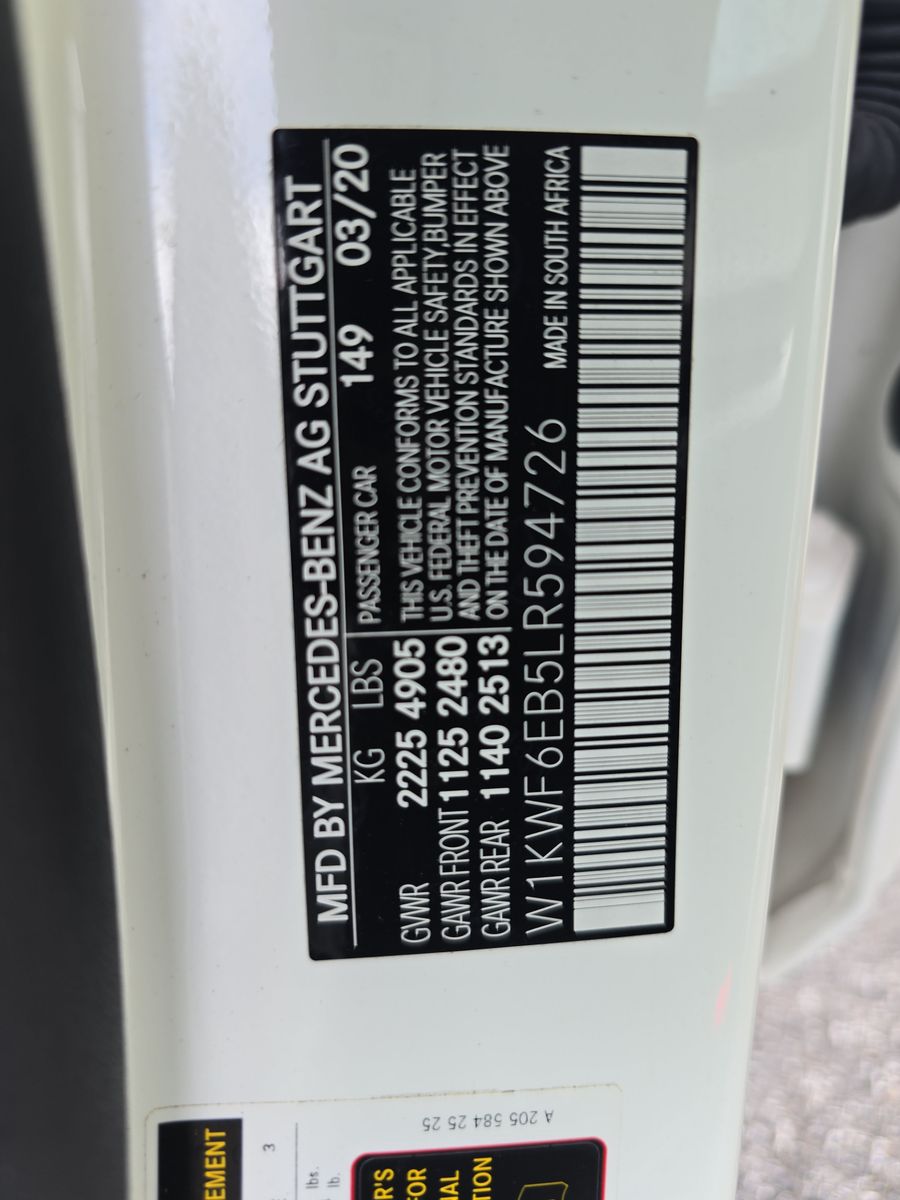 MFD BY MERCEDES-BENZ AG STUTTGART
KG LBS PASSENGER CAR 149 03/20
GVWR 2225 4905 THIS VEHICLE CONFORMS TO ALL APPLICABLE
GAWR FRONT 1125 2480 U.S. FEDERAL MOTOR VEHICLE SAFETY,BUMPER
GAWR REAR 1140 2513 AND THEFT PREVENTION STANDARDS IN EFFECT
ON THE DATE OF MANUFACTURE SHOWN ABOVE
W1KWF6EB5LR594726 MADE IN SOUTH AFRICA
EMENT
3
lbs.
lb.
R'S
FOR
IAL
TION
A 205 584 25 25